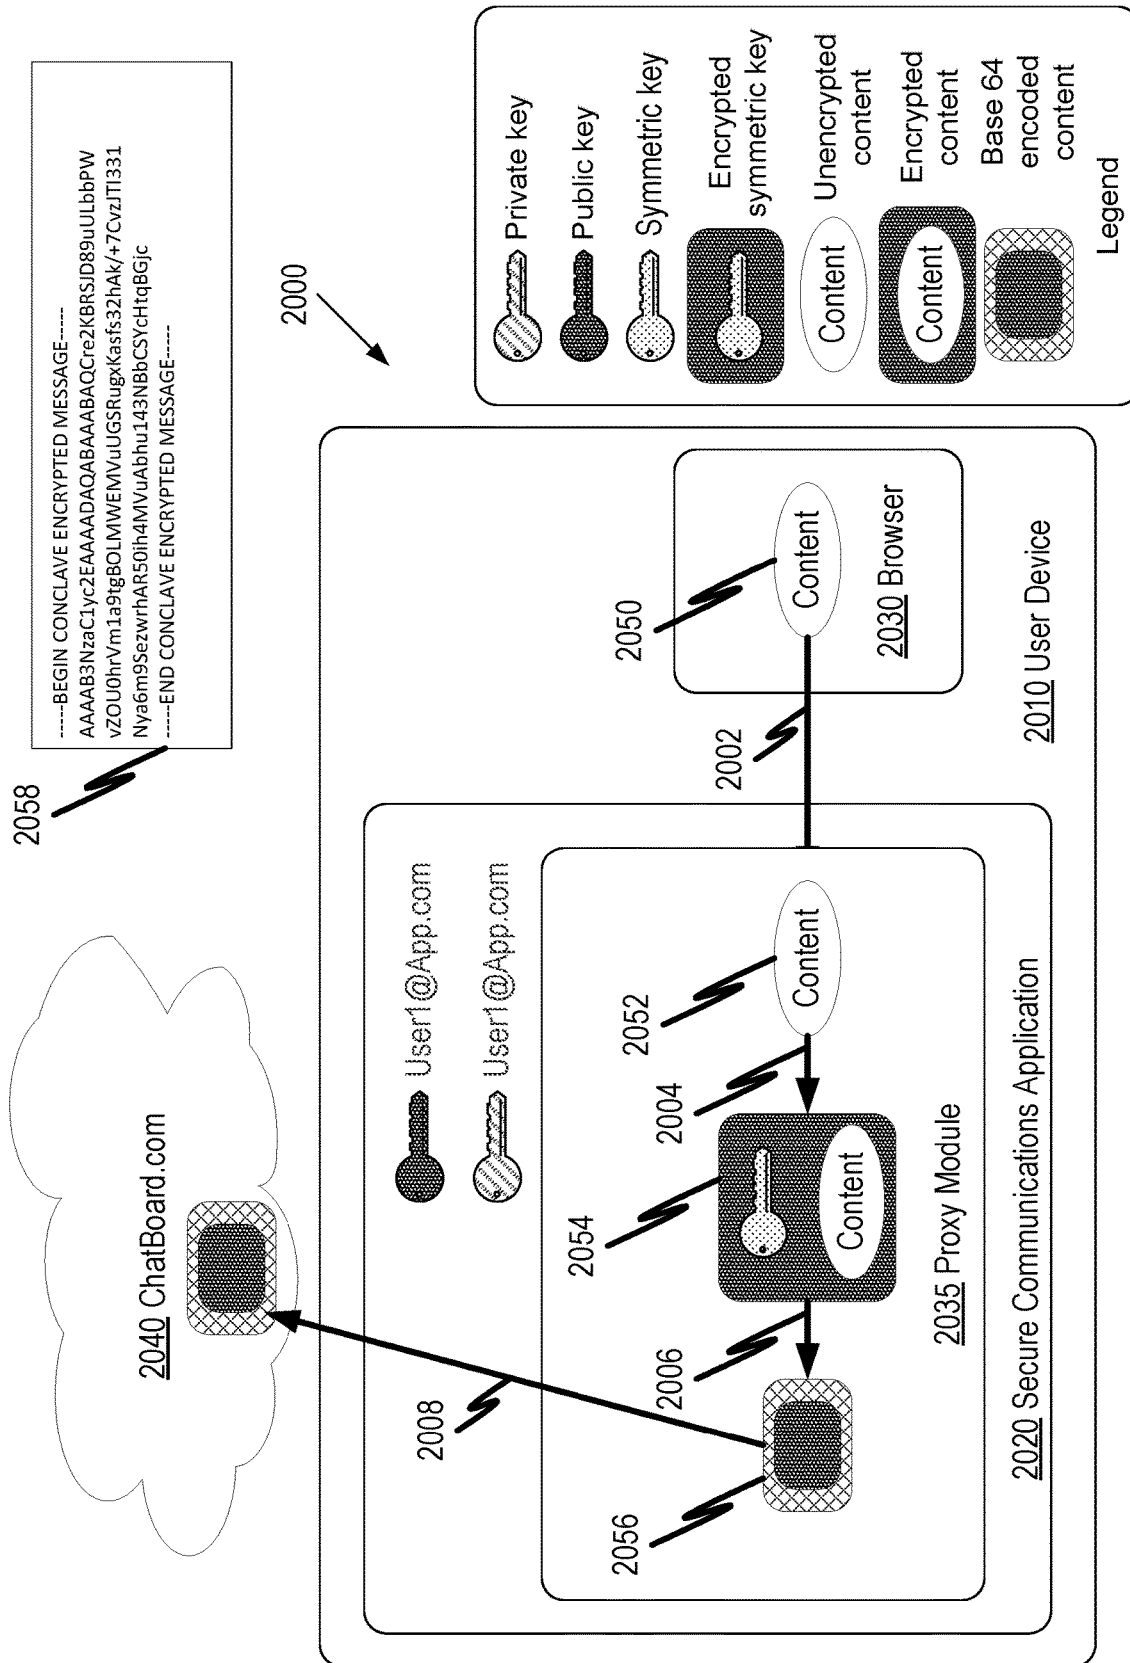 2058
-----BEGIN CONCLAVE ENCRYPTED MESSAGE-----
AAAAB3NzaC1yc2EAAAADAQABAAABAQCre2KBRSJD89uULbbPW
vZOU0hrVm1a9tgBOLMWEMVuUGSRugxKasfs32hAk/+7CvzJTI331
Nya6m9SezwrhAR50ih4MVuAbhu143NBbCSYcHtqBGjc
-----END CONCLAVE ENCRYPTED MESSAGE----
2000
2040 ChatBoard.com
2008
User1@App.com
User1@App.com
2056
2006
2054
2004
2052
Content
Content
2035 Proxy Module
2020 Secure Communications Application
2002
2050
Content
2030 Browser
2010 User Device
Private key
Public key
Symmetric key
Encrypted
symmetric key
Content
Unencrypted
content
Content
Encrypted
content
Base 64
encoded
content
Legend